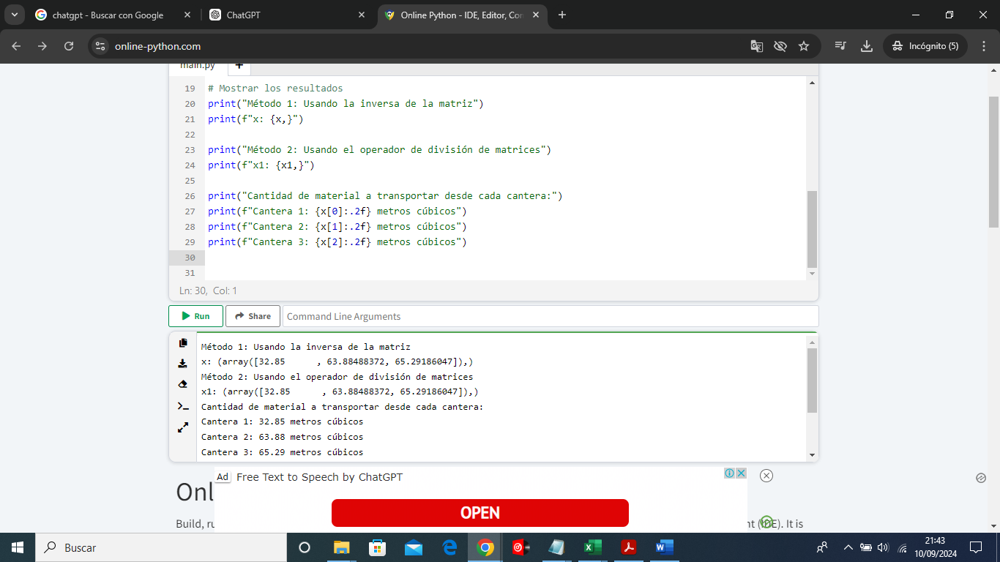 chatgpt - Buscar con Google
ChatGPT
Online Python - IDE, Editor, Con
online-python.com
Incógnito (5)
main.py
19 # Mostrar los resultados
20 print("Método 1: Usando la inversa de la matriz")
21 print(f"x: {x,}")
22
23 print("Método 2: Usando el operador de división de matrices")
24 print(f"x1: {x1,}")
25
26 print("Cantidad de material a transportar desde cada cantera:")
27 print(f"Cantera 1: {x[0]:.2f} metros cúbicos")
28 print(f"Cantera 2: {x[1]:.2f} metros cúbicos")
29 print(f"Cantera 3: {x[2]:.2f} metros cúbicos")
30
31
Ln: 30, Col: 1
Run Share Command Line Arguments
Método 1: Usando la inversa de la matriz
x: (array([32.85      , 63.88488372, 65.29186047]),)
Método 2: Usando el operador de división de matrices
x1: (array([32.85      , 63.88488372, 65.29186047]),)
Cantidad de material a transportar desde cada cantera:
Cantera 1: 32.85 metros cúbicos
Cantera 2: 63.88 metros cúbicos
Cantera 3: 65.29 metros cúbicos
Ad Free Text to Speech by ChatGPT
Onl
OPEN
Build, ru
nt (IDE). It is
Buscar
21:43
10/09/2024